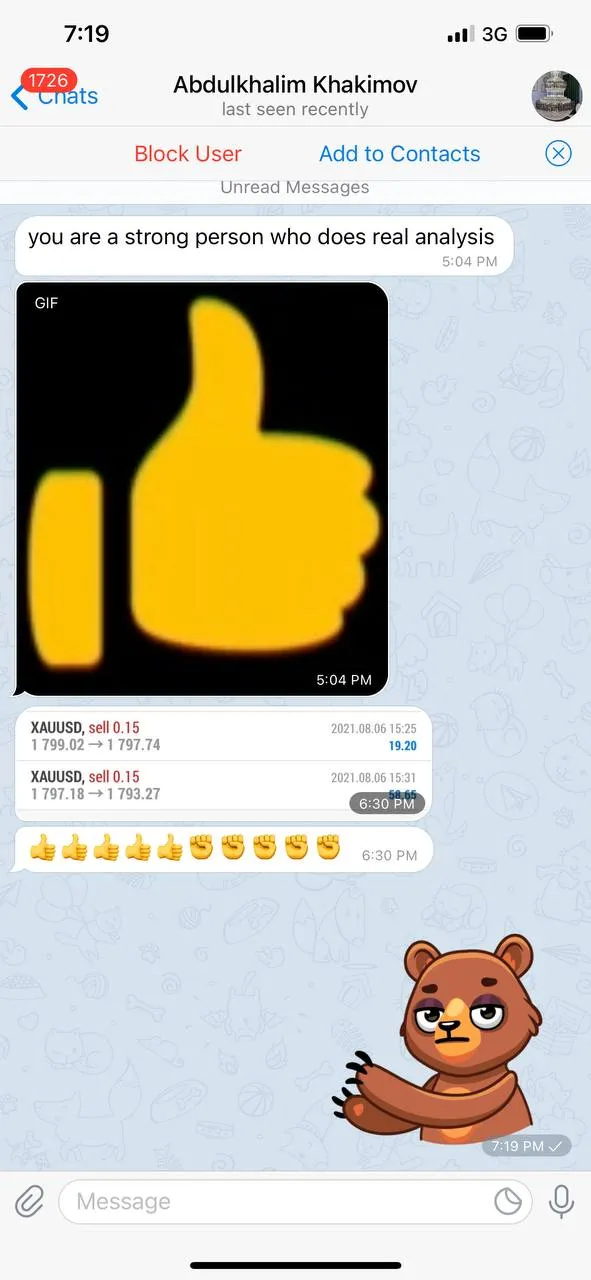 7:19
3G
1726
Chats
Abdulkhalim Khakimov
last seen recently
Block User
Add to Contacts
Unread Messages
you are a strong person who does real analysis
5:04 PM
GIF
5:04 PM
XAUUSD, sell 0.15
2021.08.06 15:25
1 799.02 → 1 797.74
19.20
XAUUSD, sell 0.15
2021.08.06 15:31
1 797.18 → 1 793.27
58.65
6:30 PM
👍👍👍👍👍✊✊✊✊✊ 6:30 PM
7:19 PM
Message